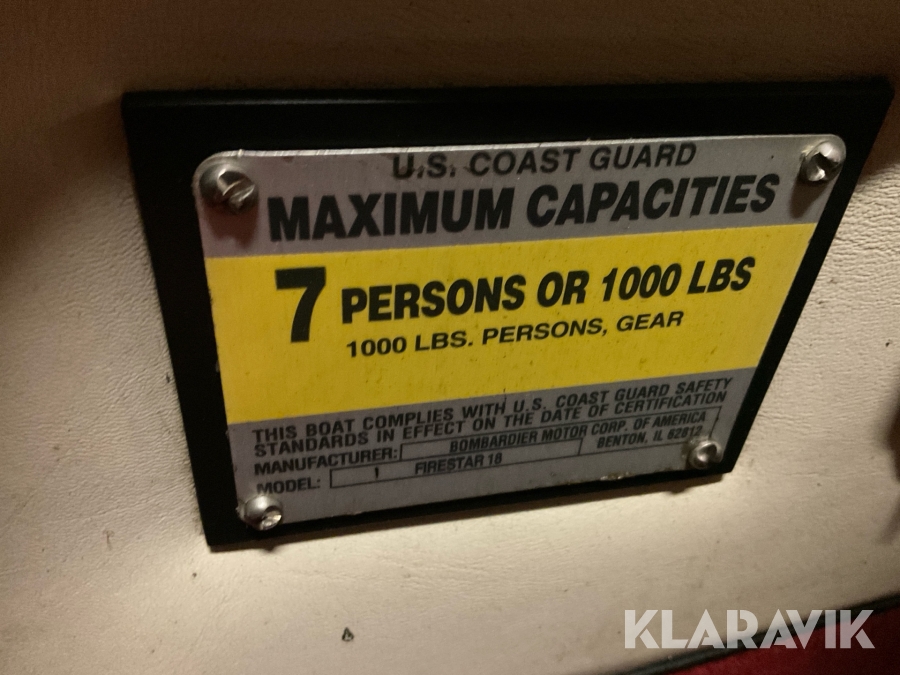 U.S. COAST GUARD
MAXIMUM CAPACITIES
7 PERSONS OR 1000 LBS
1000 LBS. PERSONS, GEAR
THIS BOAT COMPLIES WITH U.S. COAST GUARD SAFETY
STANDARDS IN EFFECT ON THE DATE OF CERTIFICATION
MANUFACTURER: BOMBARDIER MOTOR CORP. OF AMERICA
BENTON, IL 62812
MODEL: 1 FIRESTAR 18
KLARAVIK